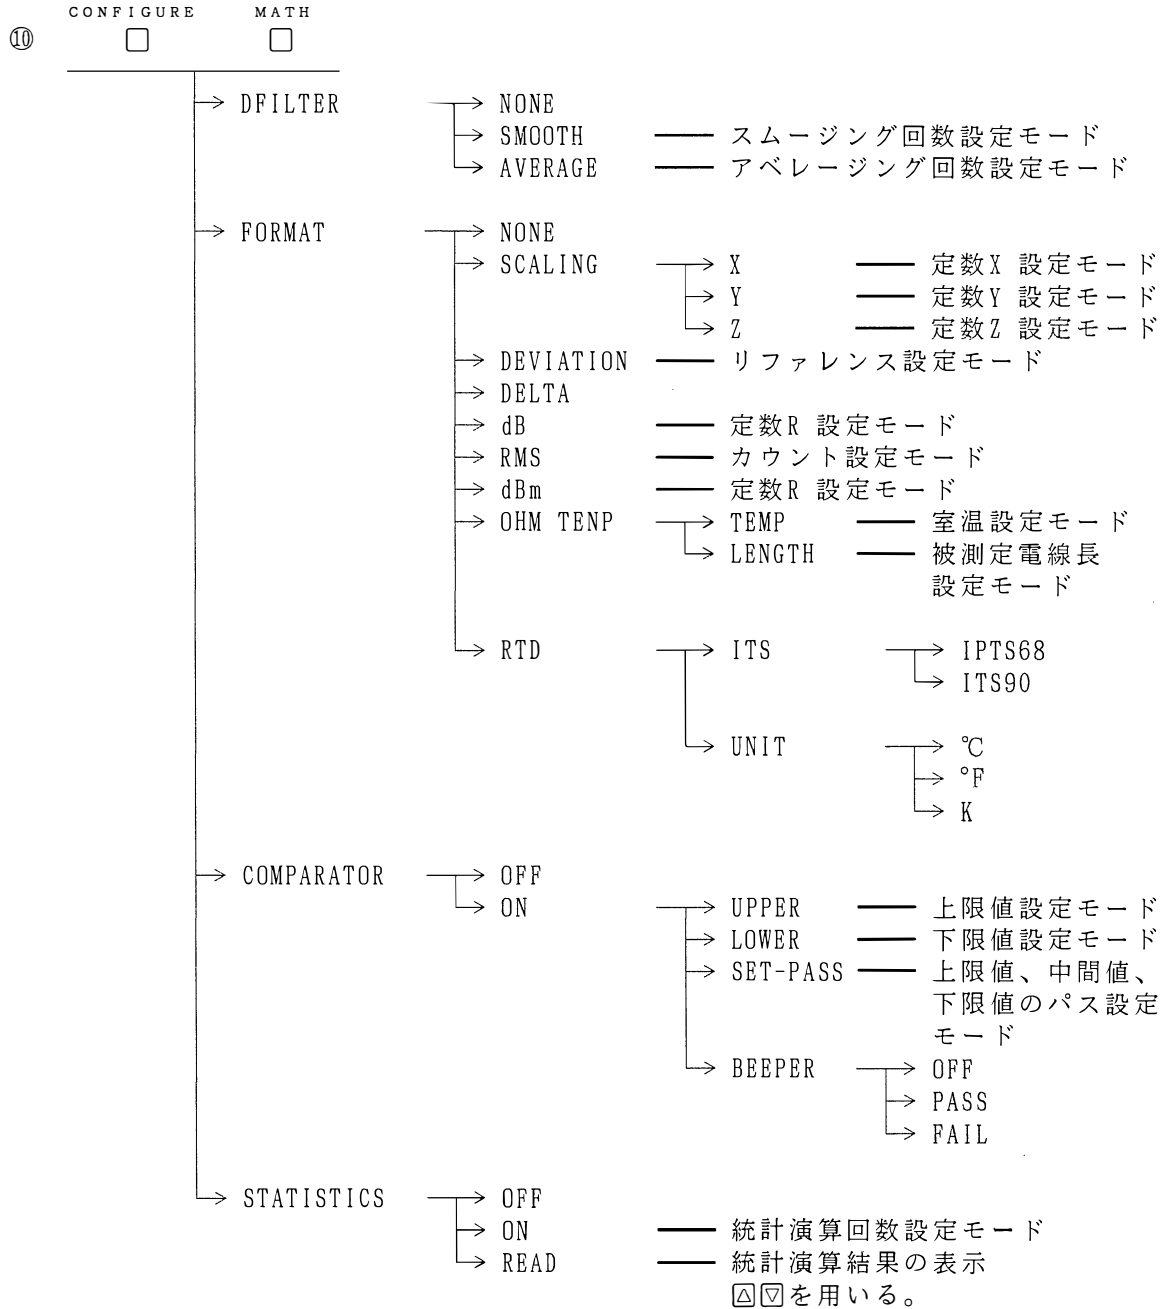 CONFIGURE MATH
⑩
DFILTER NONE
SMOOTH スムージング回数設定モード
AVERAGE アベレージング回数設定モード
FORMAT NONE
SCALING X 定数X 設定モード
Y 定数Y 設定モード
Z 定数Z 設定モード
DEVIATION リファレンス設定モード
DELTA
dB 定数R 設定モード
RMS カウント設定モード
dBm 定数R 設定モード
OHM TENP TEMP 室温設定モード
LENGTH 被測定電線長
設定モード
RTD ITS IPTS68
ITS90
UNIT ℃
°F
K
COMPARATOR OFF
ON UPPER 上限値設定モード
LOWER 下限値設定モード
SET-PASS 上限値、中間値、
下限値のパス設定
モード
BEEPER OFF
PASS
FAIL
STATISTICS OFF
ON 統計演算回数設定モード
READ 統計演算結果の表示
△▽を用いる。